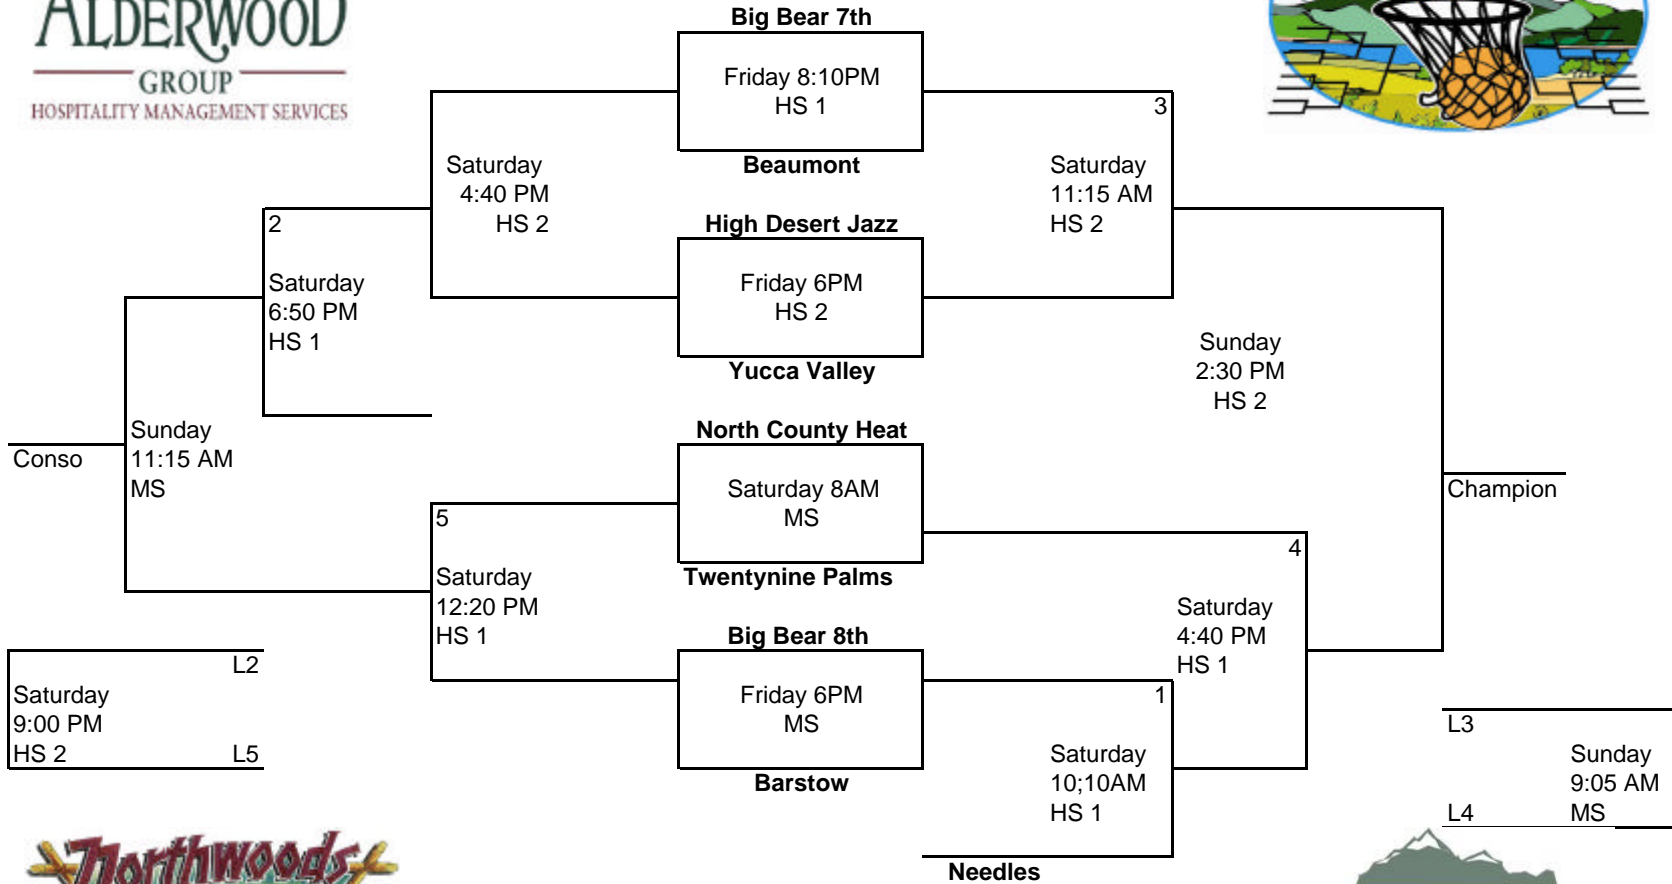 ALDERWOOD
GROUP
HOSPITALITY MANAGEMENT SERVICES
Big Bear 7th
Friday 8:10PM
HS 1
Beaumont
3
Saturday
4:40 PM
HS 2
Saturday
11:15 AM
HS 2
2
High Desert Jazz
Saturday
6:50 PM
HS 1
Friday 6PM
HS 2
Yucca Valley
Sunday
2:30 PM
HS 2
Conso
Sunday
11:15 AM
MS
North County Heat
Saturday 8AM
MS
Twentynine Palms
Champion
5
Saturday
12:20 PM
HS 1
4
Saturday
4:40 PM
HS 1
Big Bear 8th
Friday 6PM
MS
Barstow
L2
Saturday
9:00 PM
HS 2
L5
1
Saturday
10;10AM
HS 1
Needles
L3
Sunday
9:05 AM
L4
MS
Northwoods